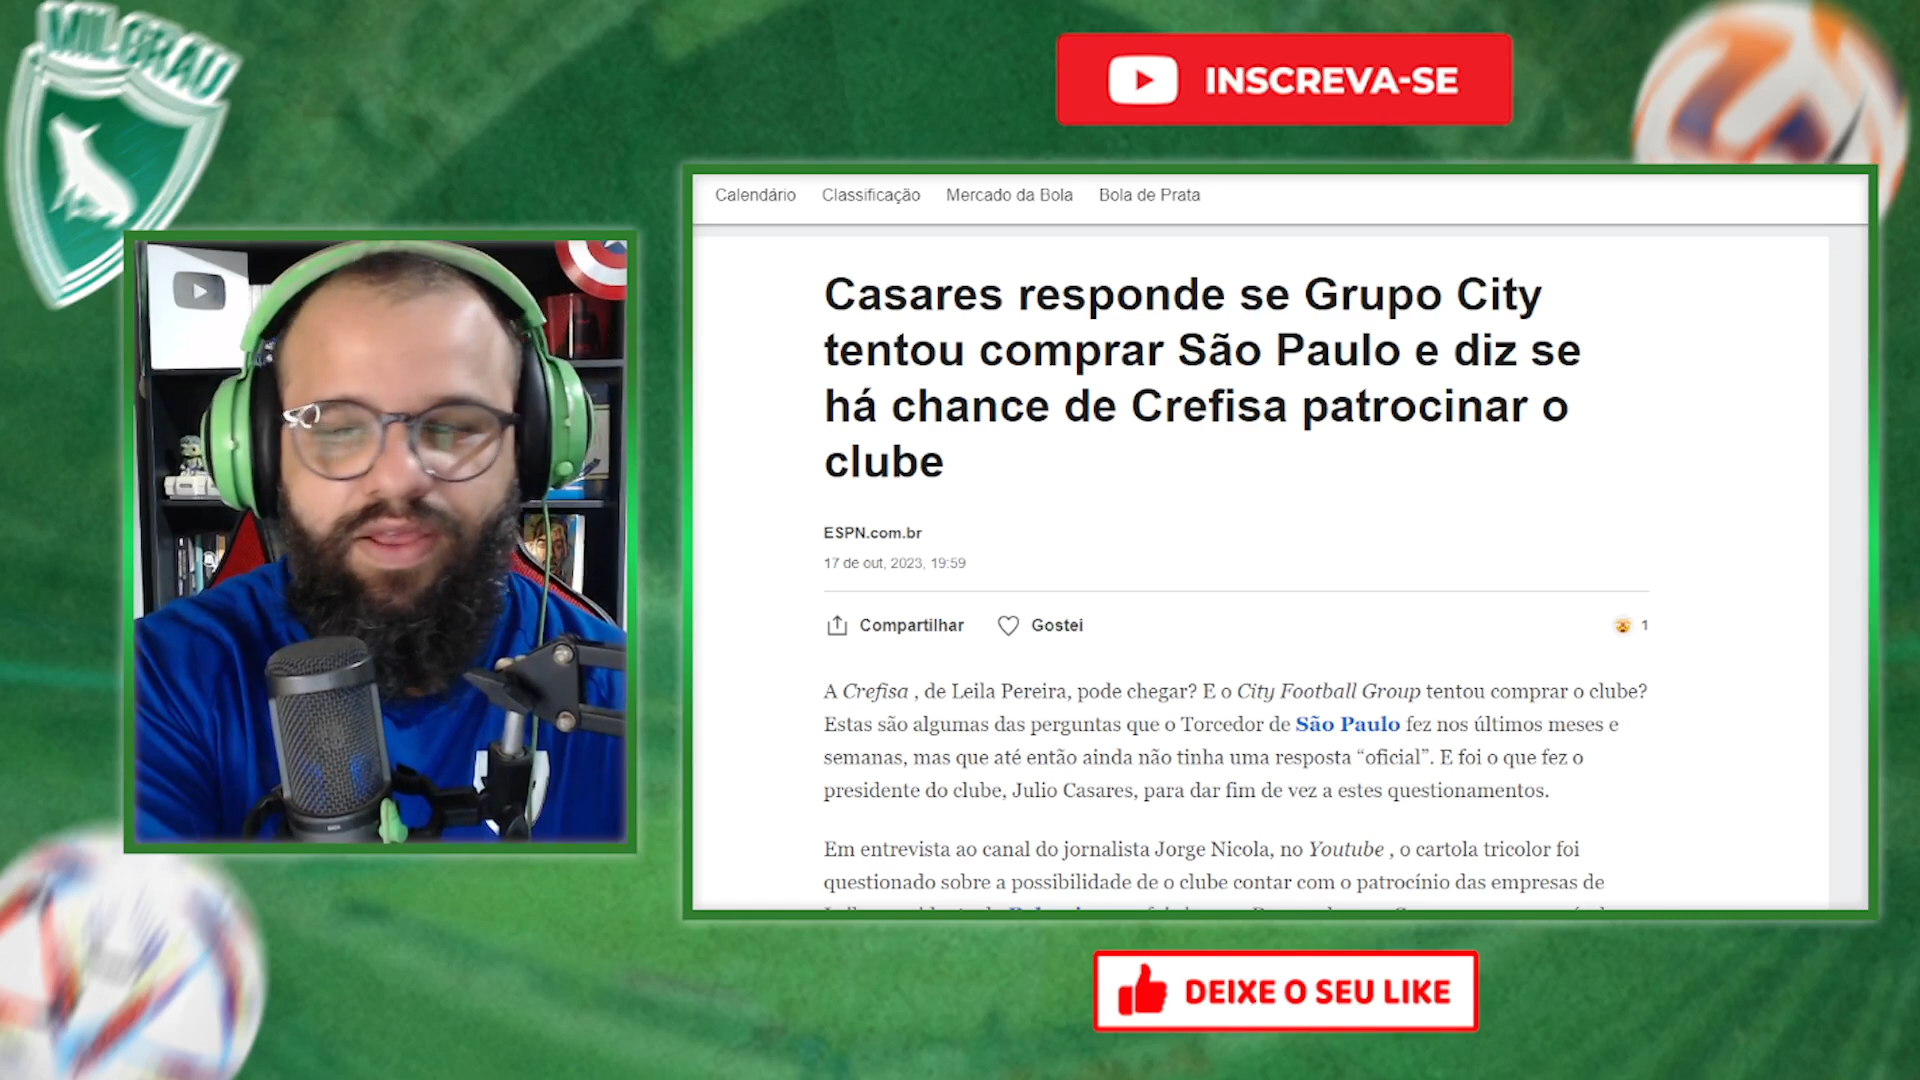 MILGRAU
INSCREVA-SE
Calendário Classificação Mercado da Bola Bola de Prata
Casares responde se Grupo City
tentou comprar São Paulo e diz se
há chance de Crefisa patrocinar o
clube
ESPN.com.br
17 de out, 2023, 19:59
Compartilhar Gostei 1
A Crefisa , de Leila Pereira, pode chegar? E o City Football Group tentou comprar o clube?
Estas são algumas das perguntas que o Torcedor de São Paulo fez nos últimos meses e
semanas, mas que até então ainda não tinha uma resposta “oficial”. E foi o que fez o
presidente do clube, Julio Casares, para dar fim de vez a estes questionamentos.
Em entrevista ao canal do jornalista Jorge Nicola, no Youtube , o cartola tricolor foi
questionado sobre a possibilidade de o clube contar com o patrocínio das empresas de
DEIXE O SEU LIKE